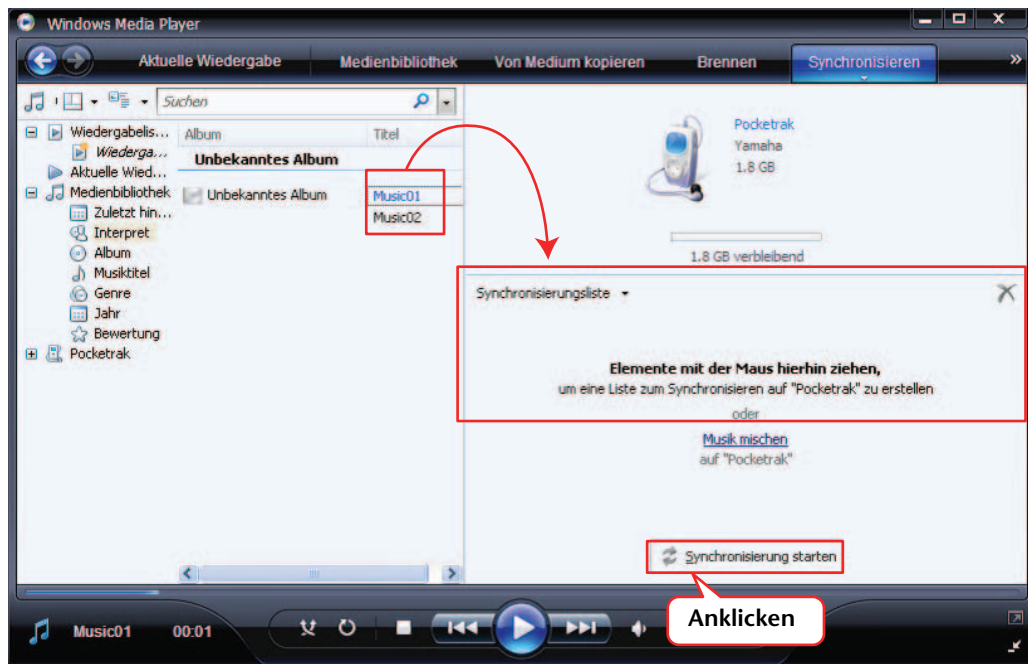 Windows Media Player
Aktuelle Wiedergabe Medienbibliothek Von Medium kopieren Brennen Synchronisieren »
Suchen
Wiedergabelis...
Wiederga...
Aktuelle Wied...
Medienbibliothek
Zuletzt hin...
Interpret
Album
Musiktitel
Genre
Jahr
Bewertung
Pocketrak
Album Titel
Unbekanntes Album
Unbekanntes Album Music01
Music02
Pocketrak
Yamaha
1.8 GB
1.8 GB verbleibend
Synchronisierungsliste
Elemente mit der Maus hierhin ziehen,
um eine Liste zum Synchronisieren auf "Pocketrak" zu erstellen
oder
Musik mischen
auf "Pocketrak"
Synchronisierung starten
Anklicken
Music01 00:01